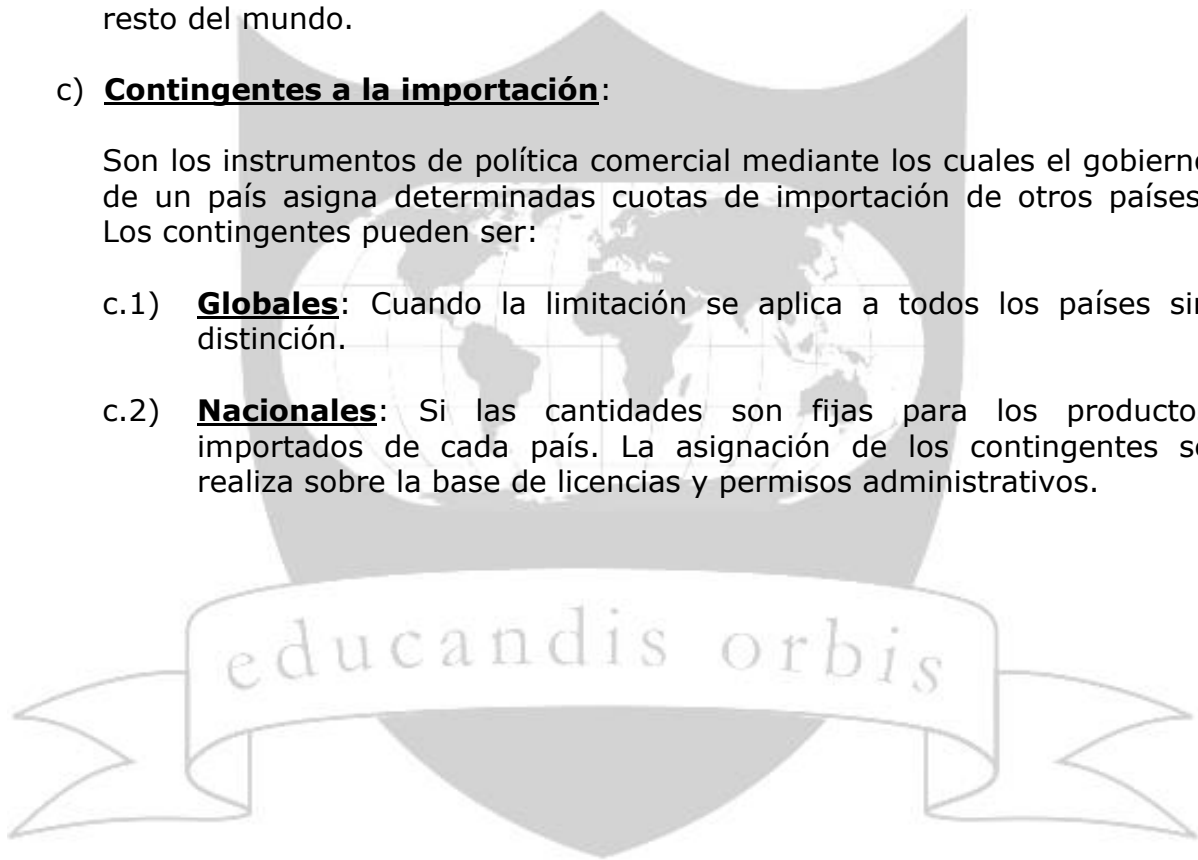 resto del mundo.
c) Contingentes a la importación:
Son los instrumentos de política comercial mediante los cuales el gobierno
de un país asigna determinadas cuotas de importación de otros países
Los contingentes pueden ser:
c.1) Globales: Cuando la limitación se aplica a todos los países sin
distinción.
c.2) Nacionales: Si las cantidades son fijas para los producto
importados de cada país. La asignación de los contingentes se
realiza sobre la base de licencias y permisos administrativos.
educandis orbis